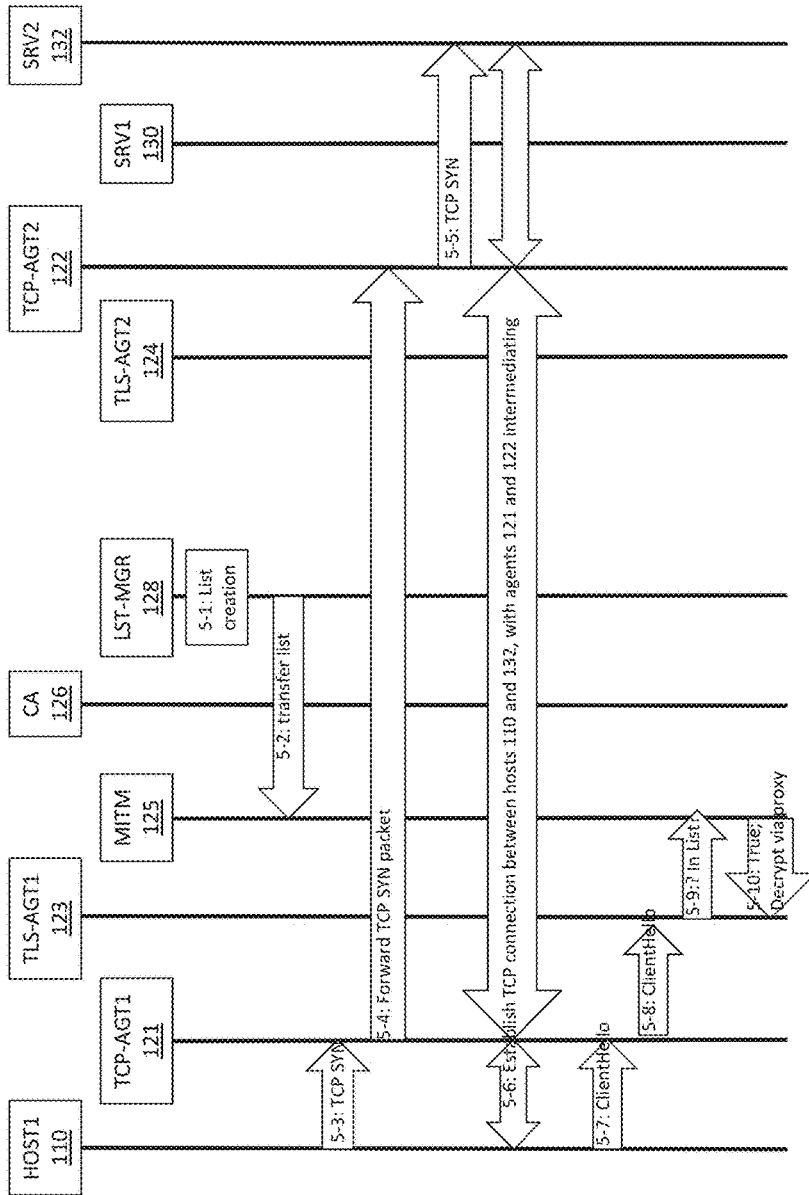 HOST1
110
TCP-AGT1
121
TLS-AGT1
123
MITM
125
CA
126
LST-MGR
128
TLS-AGT2
124
TCP-AGT2
122
SRV1
130
SRV2
132
5-1: List
creation
5-2: transfer list
5-3: TCP SYN
5-4: Forward TCP SYN packet
5-5: TCP SYN
5-6: Establish TCP connection between hosts 110 and 132, with agents 121 and 122 intermediating
5-7: ClientHello
5-8: ClientHello
5-9:? In List
5-10: True;
Decrypt via proxy